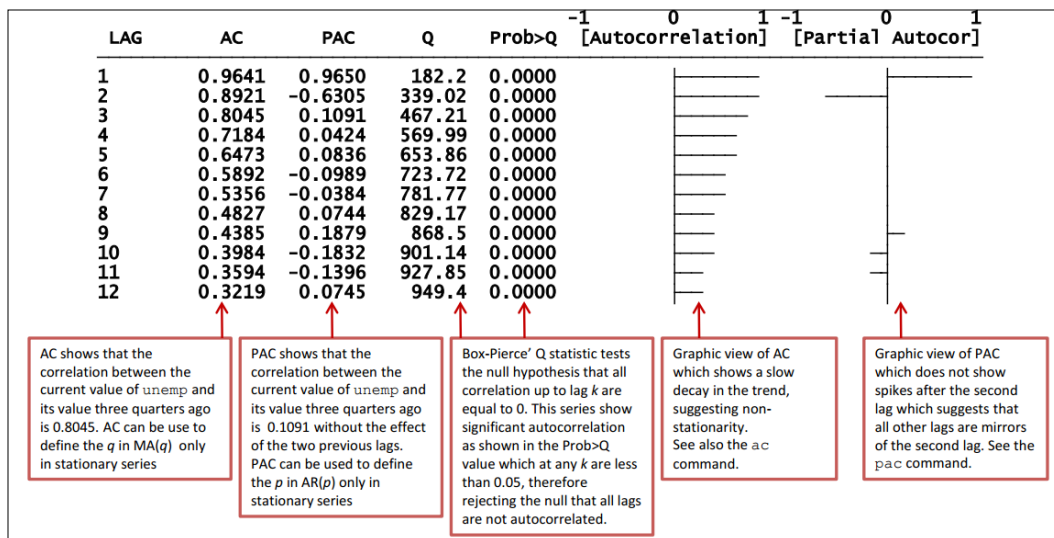 -1 0 1 -1 0 1
LAG AC PAC Q Prob>Q [Autocorrelation] [Partial Autocor]
1 0.9641 0.9650 182.2 0.0000
2 0.8921 -0.6305 339.02 0.0000
3 0.8045 0.1091 467.21 0.0000
4 0.7184 0.0424 569.99 0.0000
5 0.6473 0.0836 653.86 0.0000
6 0.5892 -0.0989 723.72 0.0000
7 0.5356 -0.0384 781.77 0.0000
8 0.4827 0.0744 829.17 0.0000
9 0.4385 0.1879 868.5 0.0000
10 0.3984 -0.1832 901.14 0.0000
11 0.3594 -0.1396 927.85 0.0000
12 0.3219 0.0745 949.4 0.0000
AC shows that the
correlation between the
current value of unemp and
its value three quarters ago
is 0.8045. AC can be use to
define the q in MA(q) only
in stationary series
PAC shows that the
correlation between the
current value of unemp and
its value three quarters ago
is 0.1091 without the effect
of the two previous lags.
PAC can be used to define
the p in AR(p) only in
stationary series
Box-Pierce' Q statistic tests
the null hypothesis that all
correlation up to lag k are
equal to 0. This series show
significant autocorrelation
as shown in the Prob>Q
value which at any k are less
than 0.05, therefore
rejecting the null that all lags
are not autocorrelated.
Graphic view of AC
which shows a slow
decay in the trend,
suggesting non-
stationarity.
See also the ac
command.
Graphic view of PAC
which does not show
spikes after the second
lag which suggests that
all other lags are mirrors
of the second lag. See the
pac command.